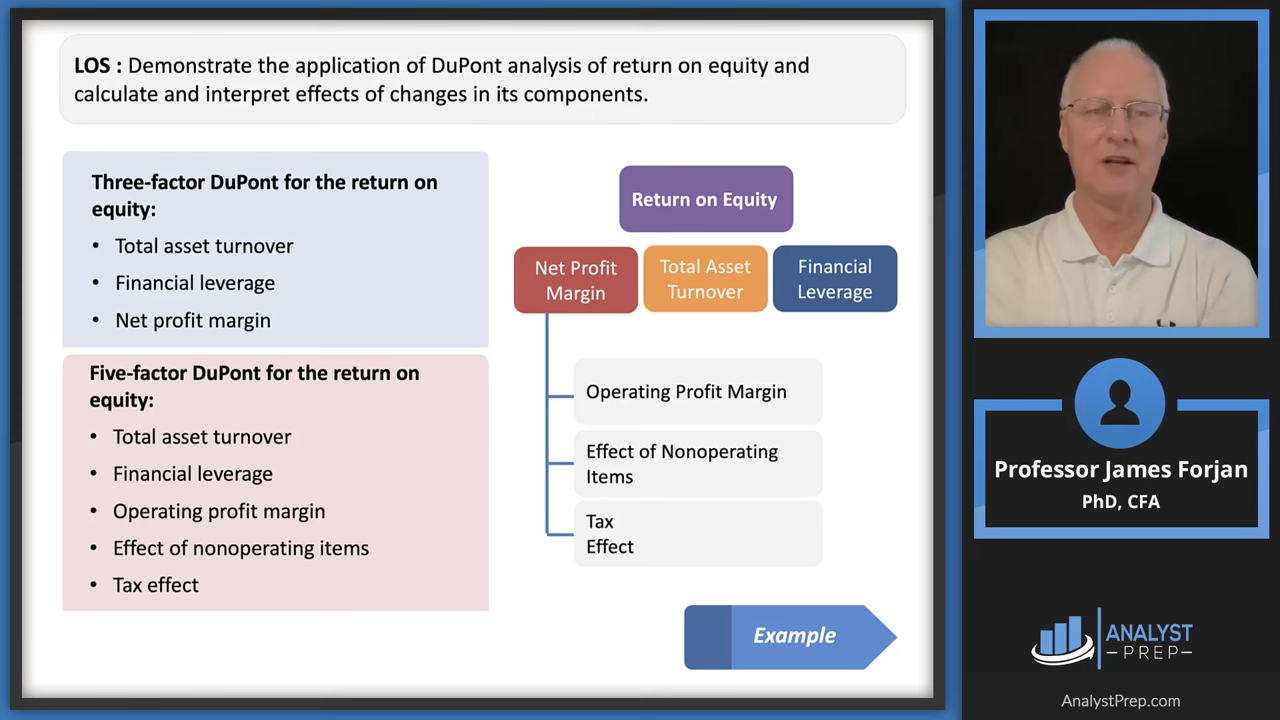 LOS : Demonstrate the application of DuPont analysis of return on equity and
calculate and interpret effects of changes in its components.
Three-factor DuPont for the return on
equity:
• Total asset turnover
• Financial leverage
• Net profit margin
Five-factor DuPont for the return on
equity:
• Total asset turnover
• Financial leverage
• Operating profit margin
• Effect of nonoperating items
• Tax effect
Return on Equity
Net Profit
Margin
Total Asset
Turnover
Financial
Leverage
Operating Profit Margin
Effect of Nonoperating
Items
Tax
Effect
Example
Professor James Forjan
PhD, CFA
ANALYST
PREP
AnalystPrep.com